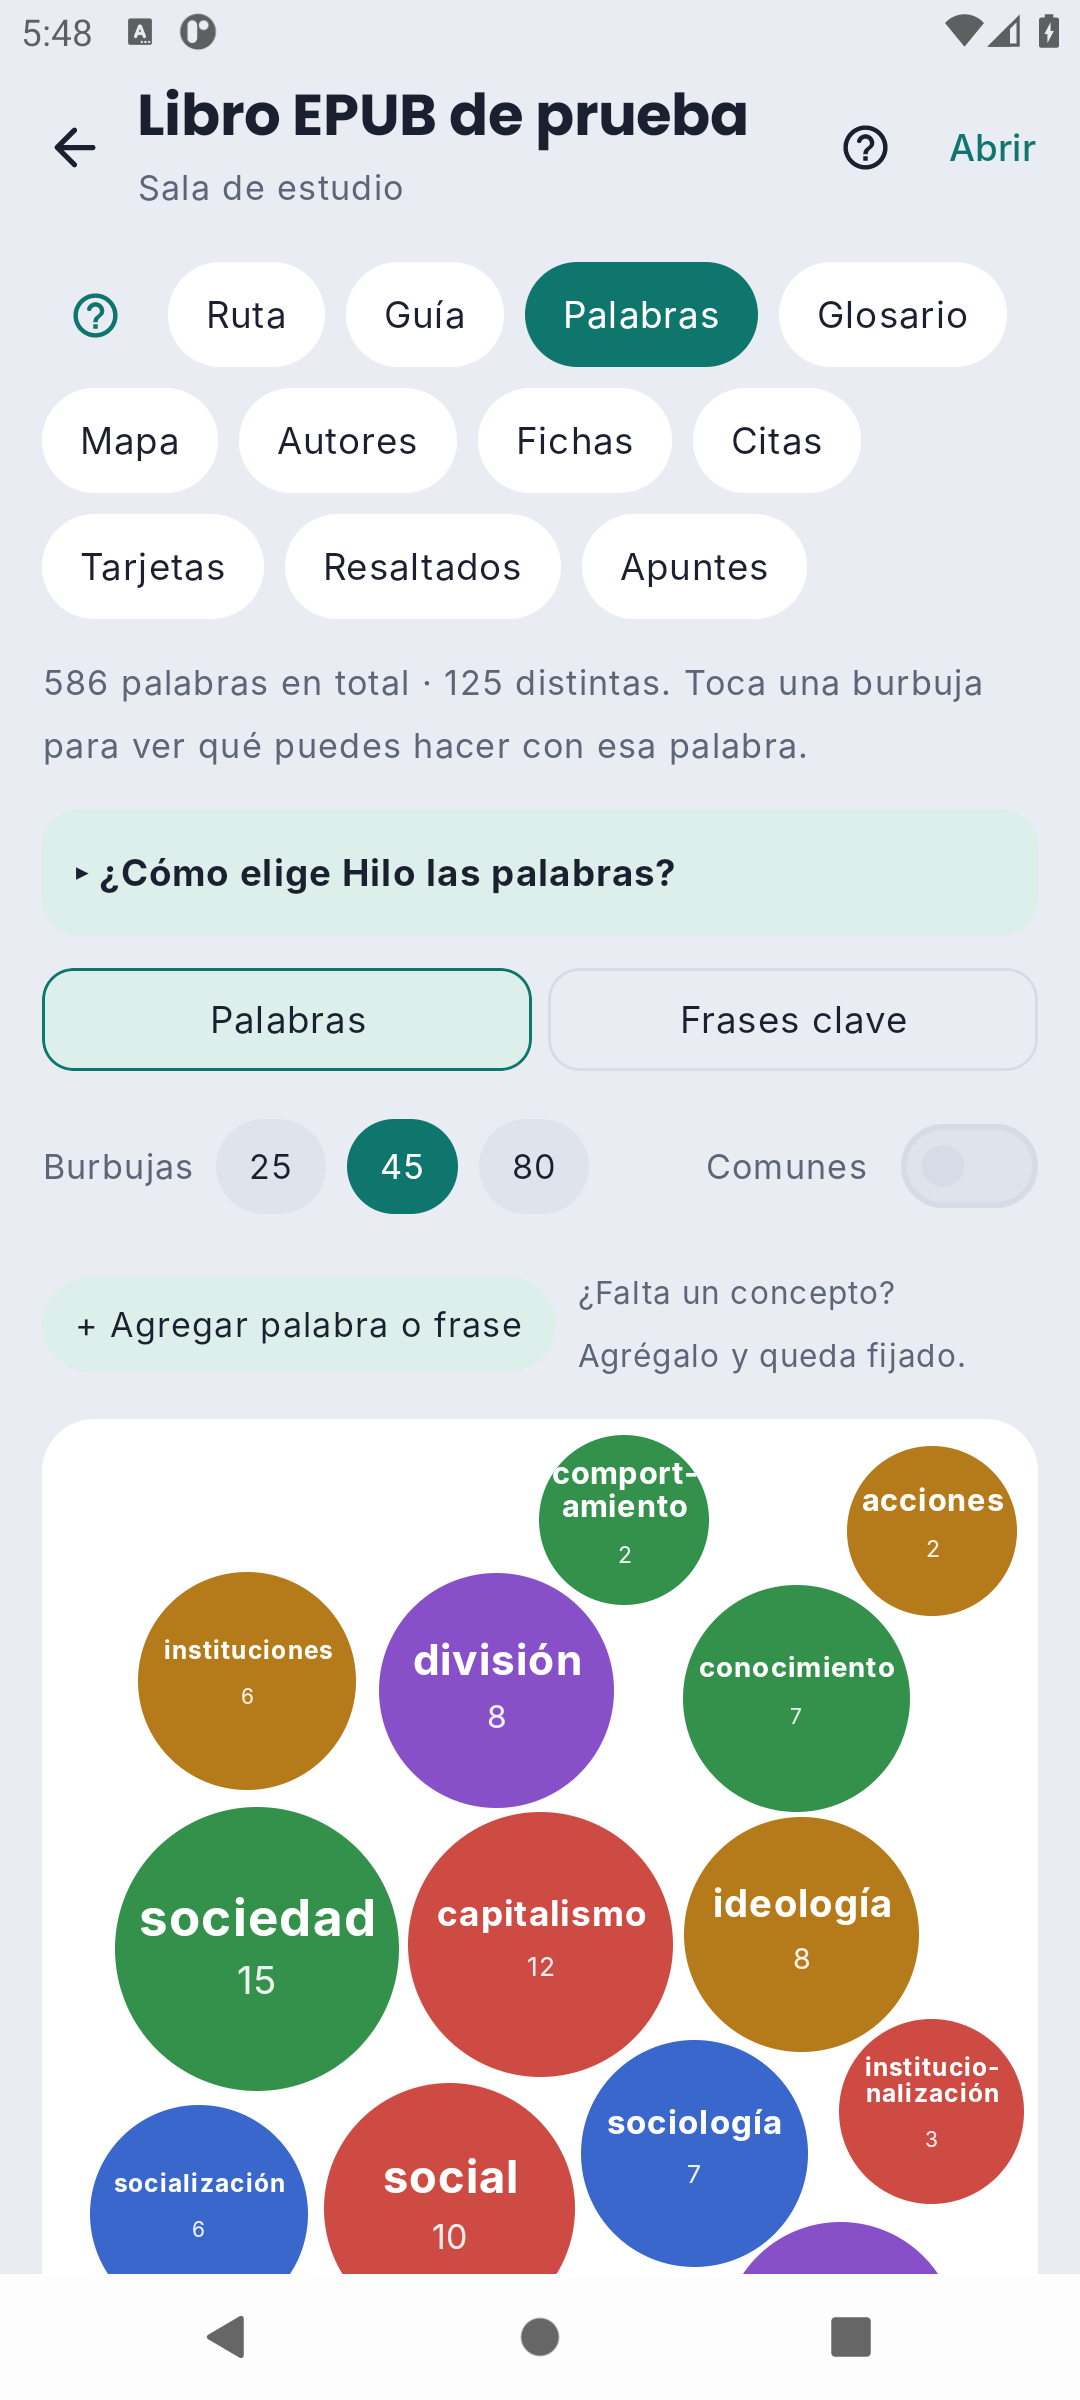 5:48
Libro EPUB de prueba
Sala de estudio
Abrir
Ruta
Guía
Palabras
Glosario
Mapa
Autores
Fichas
Citas
Tarjetas
Resaltados
Apuntes
586 palabras en total · 125 distintas. Toca una burbuja
para ver qué puedes hacer con esa palabra.
▸ ¿Cómo elige Hilo las palabras?
Palabras
Frases clave
Burbujas
25
45
80
Comunes
+ Agregar palabra o frase
¿Falta un concepto?
Agrégalo y queda fijado.
comport-
amiento
2
acciones
2
instituciones
6
división
8
conocimiento
7
sociedad
15
capitalismo
12
ideología
8
institucio-
nalización
3
sociología
7
socialización
6
social
10